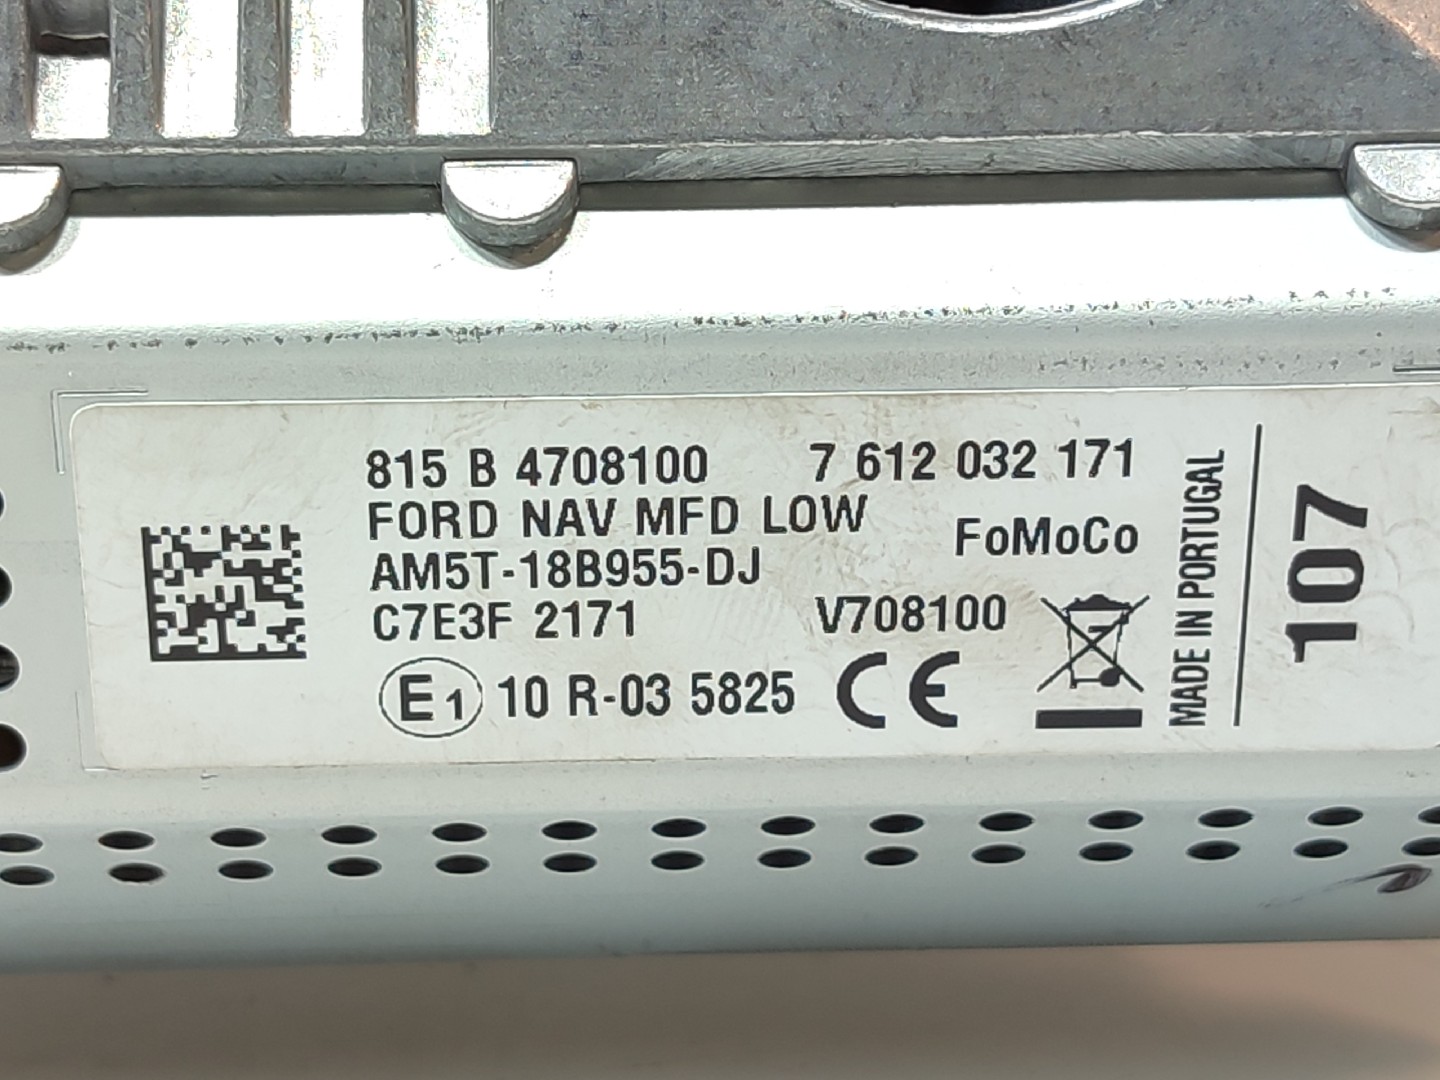 815 B 4708100 7 612 032 171
FORD NAV MFD LOW
FoMoCo
AM5T-18B955-DJ
C7E3F 2171 V708100
E1 10 R-03 5825 CE
MADE IN PORTUGAL
107